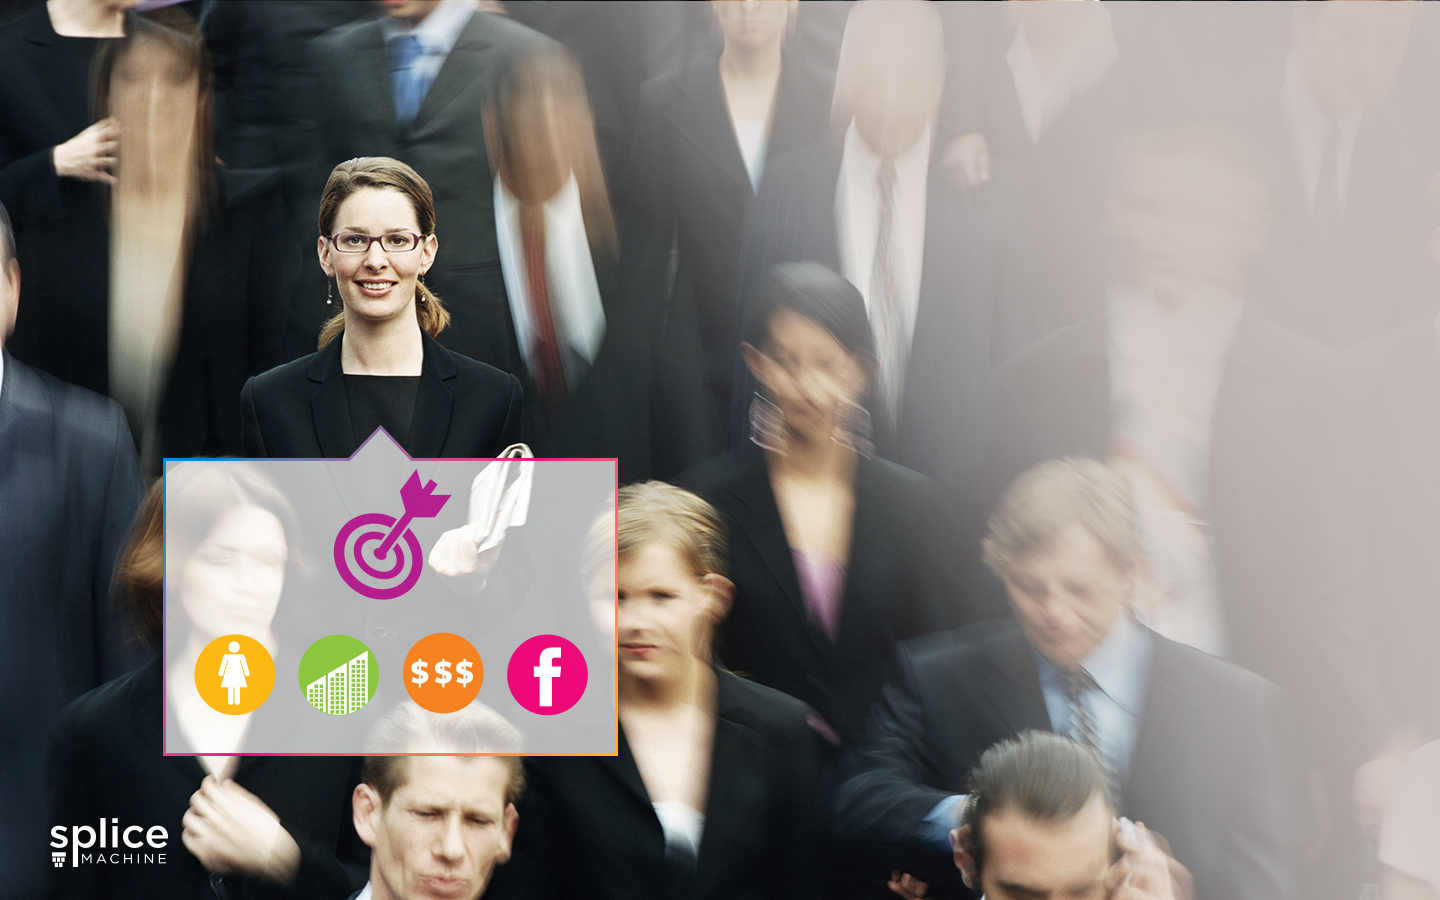 $$$
f
splice
MACHINE